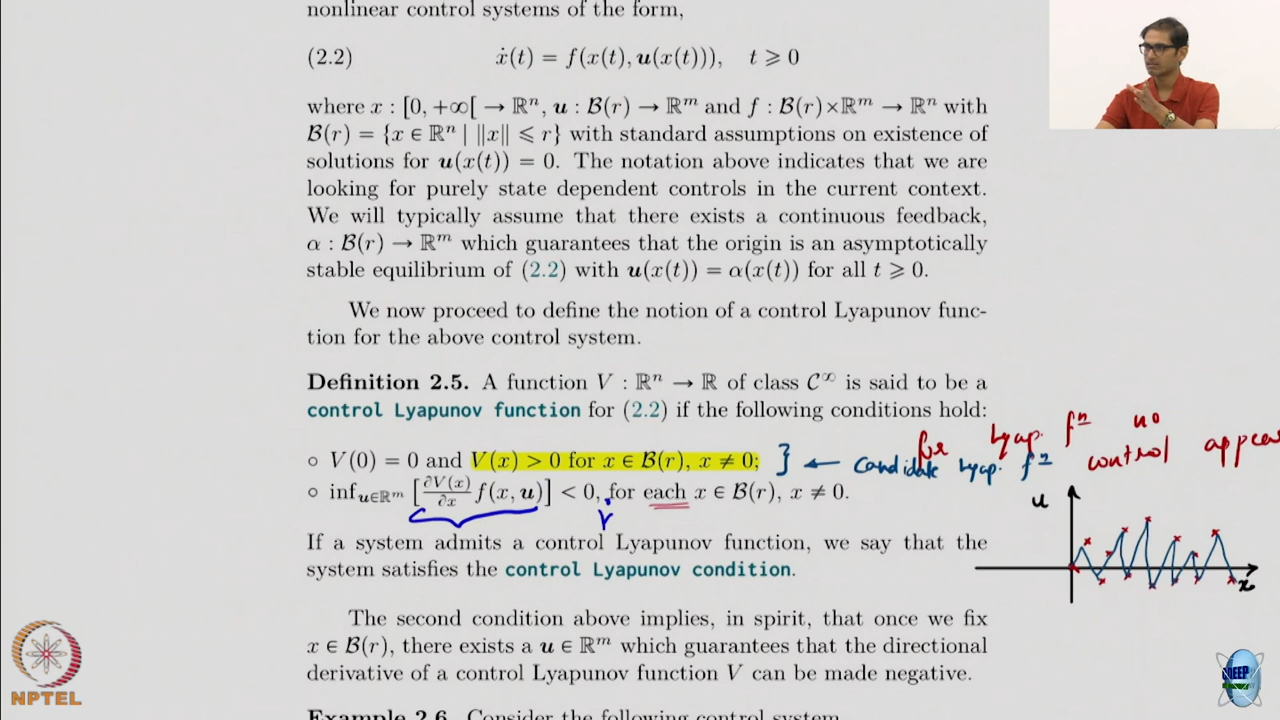 nonlinear control systems of the form,
(2.2) ẋ(t) = f(x(t), u(x(t))), t ⩾ 0
where x : [0, +∞[ → ℝⁿ, u : ℬ(r) → ℝᵐ and f : ℬ(r)×ℝᵐ → ℝⁿ with
ℬ(r) = {x ∈ ℝⁿ | ‖x‖ ⩽ r} with standard assumptions on existence of
solutions for u(x(t)) = 0. The notation above indicates that we are
looking for purely state dependent controls in the current context.
We will typically assume that there exists a continuous feedback,
α : ℬ(r) → ℝᵐ which guarantees that the origin is an asymptotically
stable equilibrium of (2.2) with u(x(t)) = α(x(t)) for all t ⩾ 0.
We now proceed to define the notion of a control Lyapunov func-
tion for the above control system.
Definition 2.5. A function V : ℝⁿ → ℝ of class 𝒞^∞ is said to be a
control Lyapunov function for (2.2) if the following conditions hold:
for Lyap. fⁿ no
control appear
∘ V(0) = 0 and V(x) > 0 for x ∈ ℬ(r), x ≠ 0; } ← Candidate Lyap. fⁿ
∘ inf_{u∈ℝᵐ} [∂V(x)/∂x f(x, u)] < 0, for each x ∈ ℬ(r), x ≠ 0.
V̇
u
x
If a system admits a control Lyapunov function, we say that the
system satisfies the control Lyapunov condition.
The second condition above implies, in spirit, that once we fix
x ∈ ℬ(r), there exists a u ∈ ℝᵐ which guarantees that the directional
derivative of a control Lyapunov function V can be made negative.
Example 2.6. Consider the following control system
NPTEL